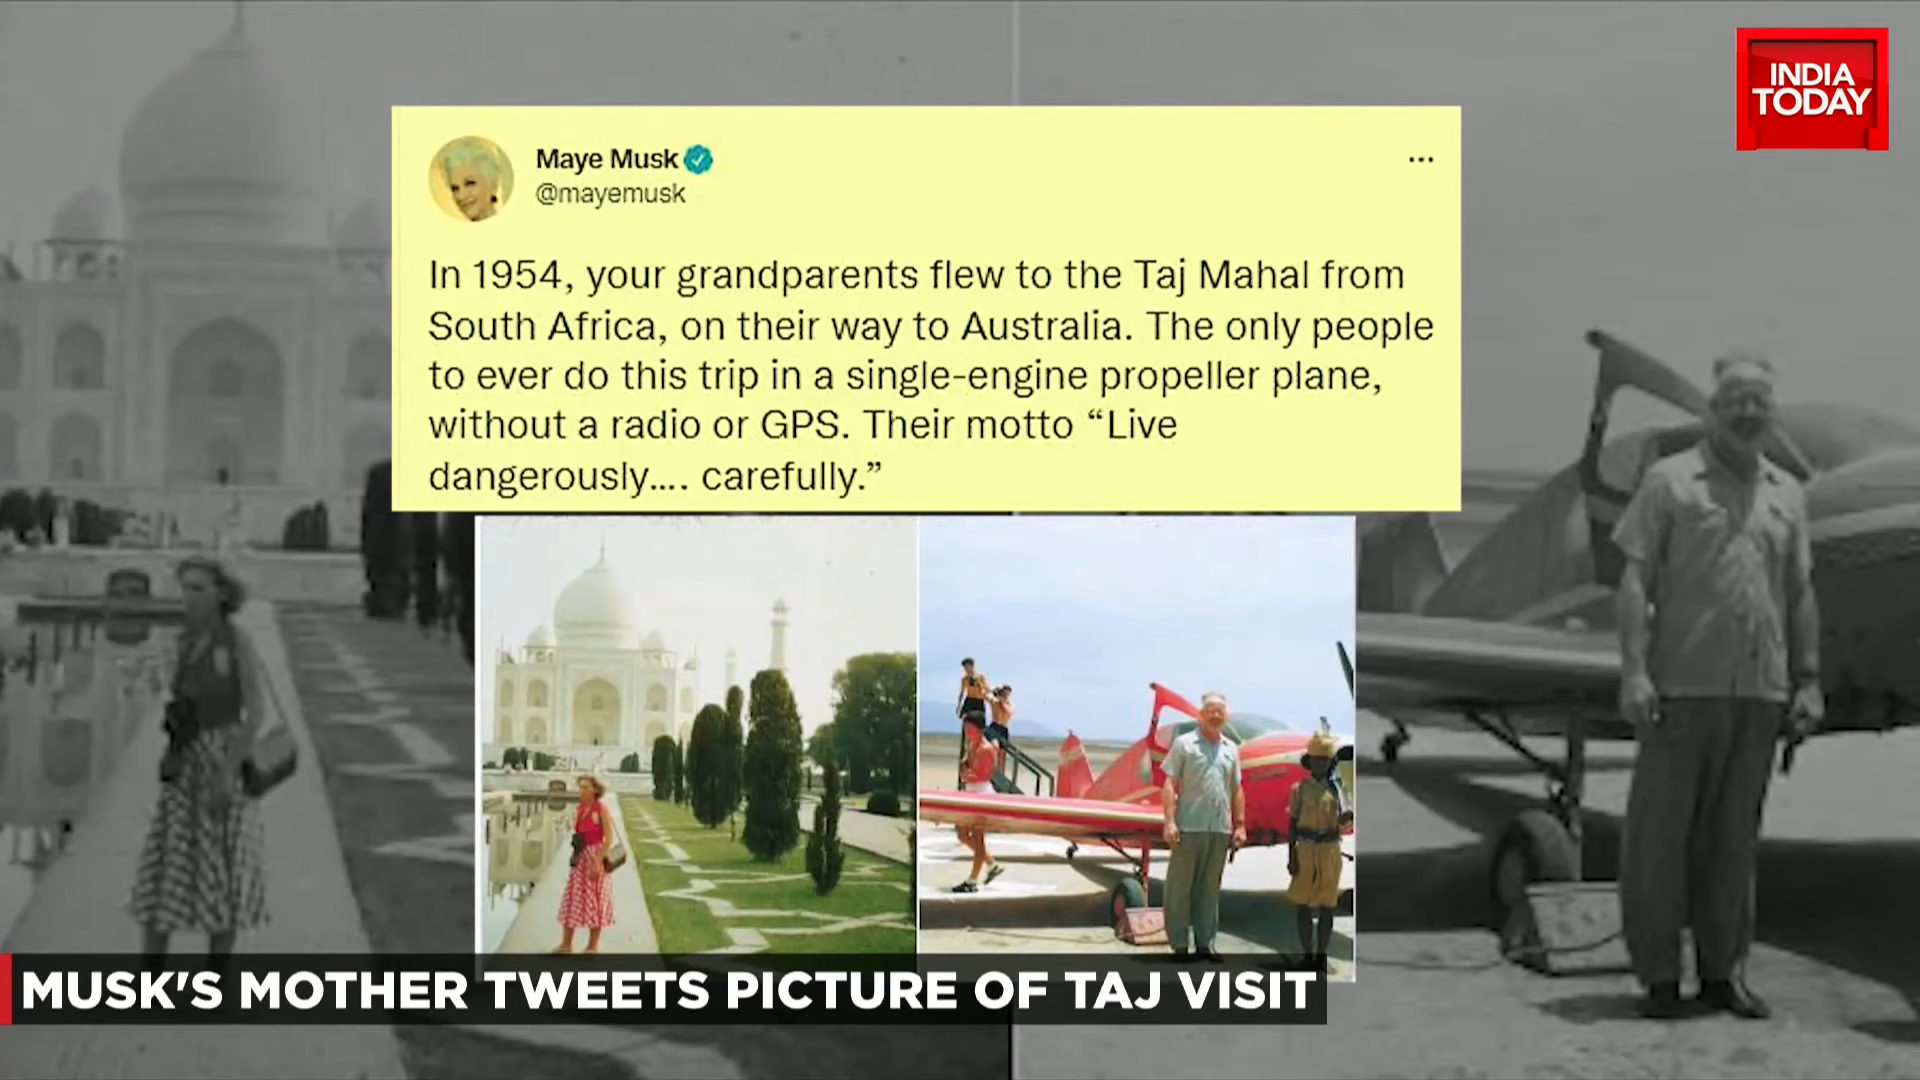 INDIA
TODAY
Maye Musk
@mayemusk
In 1954, your grandparents flew to the Taj Mahal from
South Africa, on their way to Australia. The only people
to ever do this trip in a single-engine propeller plane,
without a radio or GPS. Their motto “Live
dangerously.... carefully.”
MUSK'S MOTHER TWEETS PICTURE OF TAJ VISIT